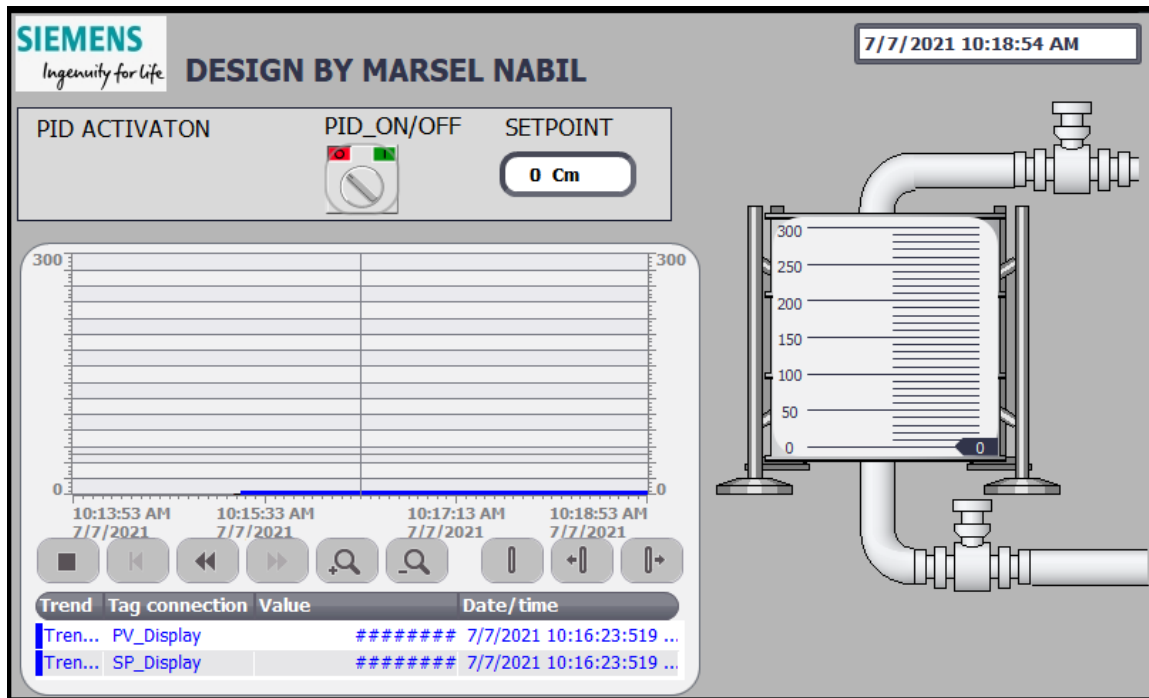 SIEMENS
Ingenuity for life
DESIGN BY MARSEL NABIL
7/7/2021 10:18:54 AM
PID ACTIVATON
PID_ON/OFF
SETPOINT
O I
0 Cm
300
300
0
0
10:13:53 AM 10:15:33 AM 10:17:13 AM 10:18:53 AM
7/7/2021 7/7/2021 7/7/2021 7/7/2021
Trend Tag connection Value Date/time
Tren... PV_Display ######## 7/7/2021 10:16:23:519 ...
Tren... SP_Display ######## 7/7/2021 10:16:23:519 ...
300
250
200
150
100
50
0
0